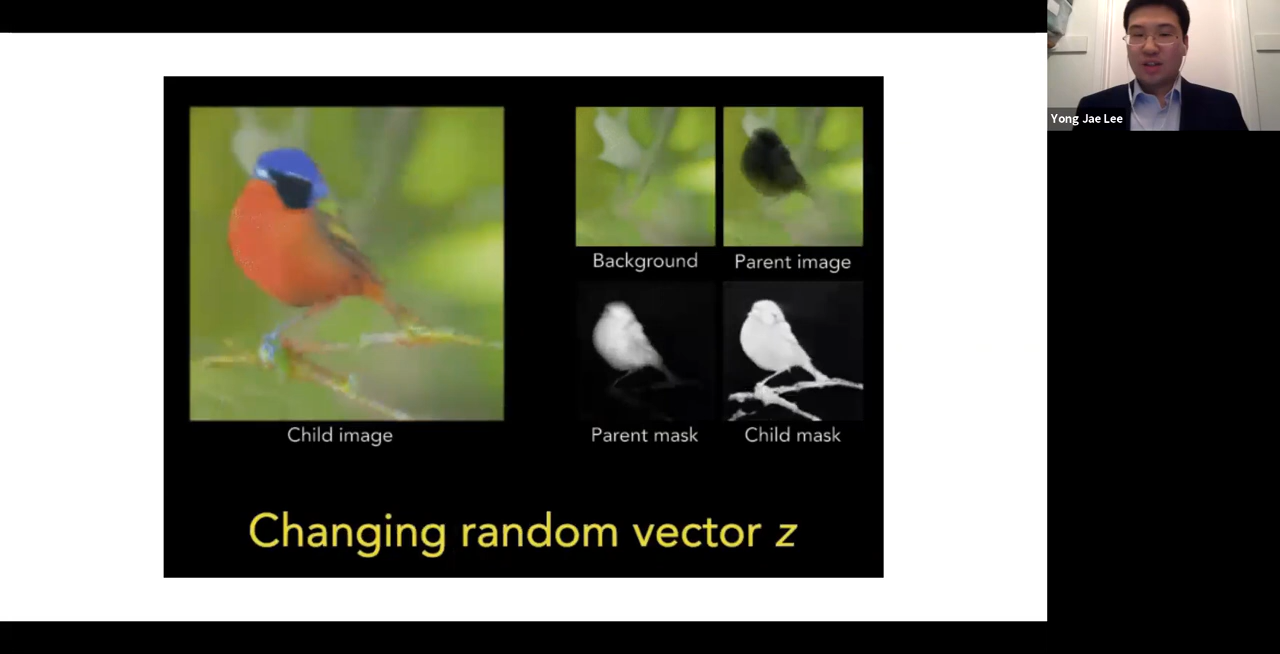 Yong Jae Lee
Background
Parent image
Child image
Parent mask
Child mask
Changing random vector z